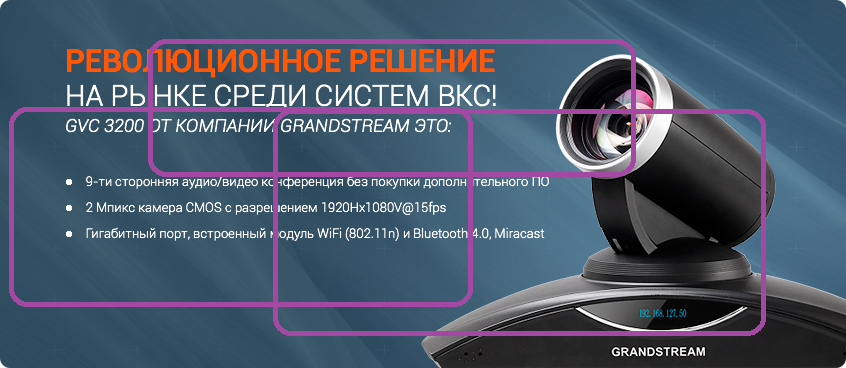 РЕВОЛЮЦИОННОЕ РЕШЕНИЕ
НА РЫНКЕ СРЕДИ СИСТЕМ ВКС!
GVC 3200 ОТ КОМПАНИИ GRANDSTREAM ЭТО:
9-ти сторонняя аудио/видео конференция без покупки дополнительного ПО
2 Мпикс камера CMOS с разрешением 1920Hx1080V@15fps
Гигабитный порт, встроенный модуль WiFi (802.11n) и Bluetooth 4.0, Miracast
192.168.127.50
GRANDSTREAM